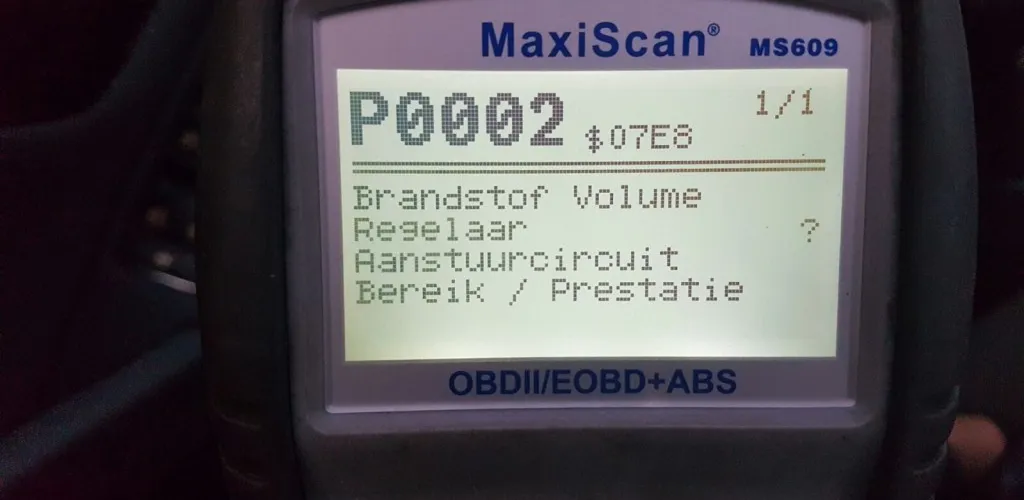 MaxiScan® MS609
P0002 $07E8 1/1
Brandstof Volume
Regelaar ?
Aanstuurcircuit
Bereik / Prestatie
OBDII/EOBD+ABS